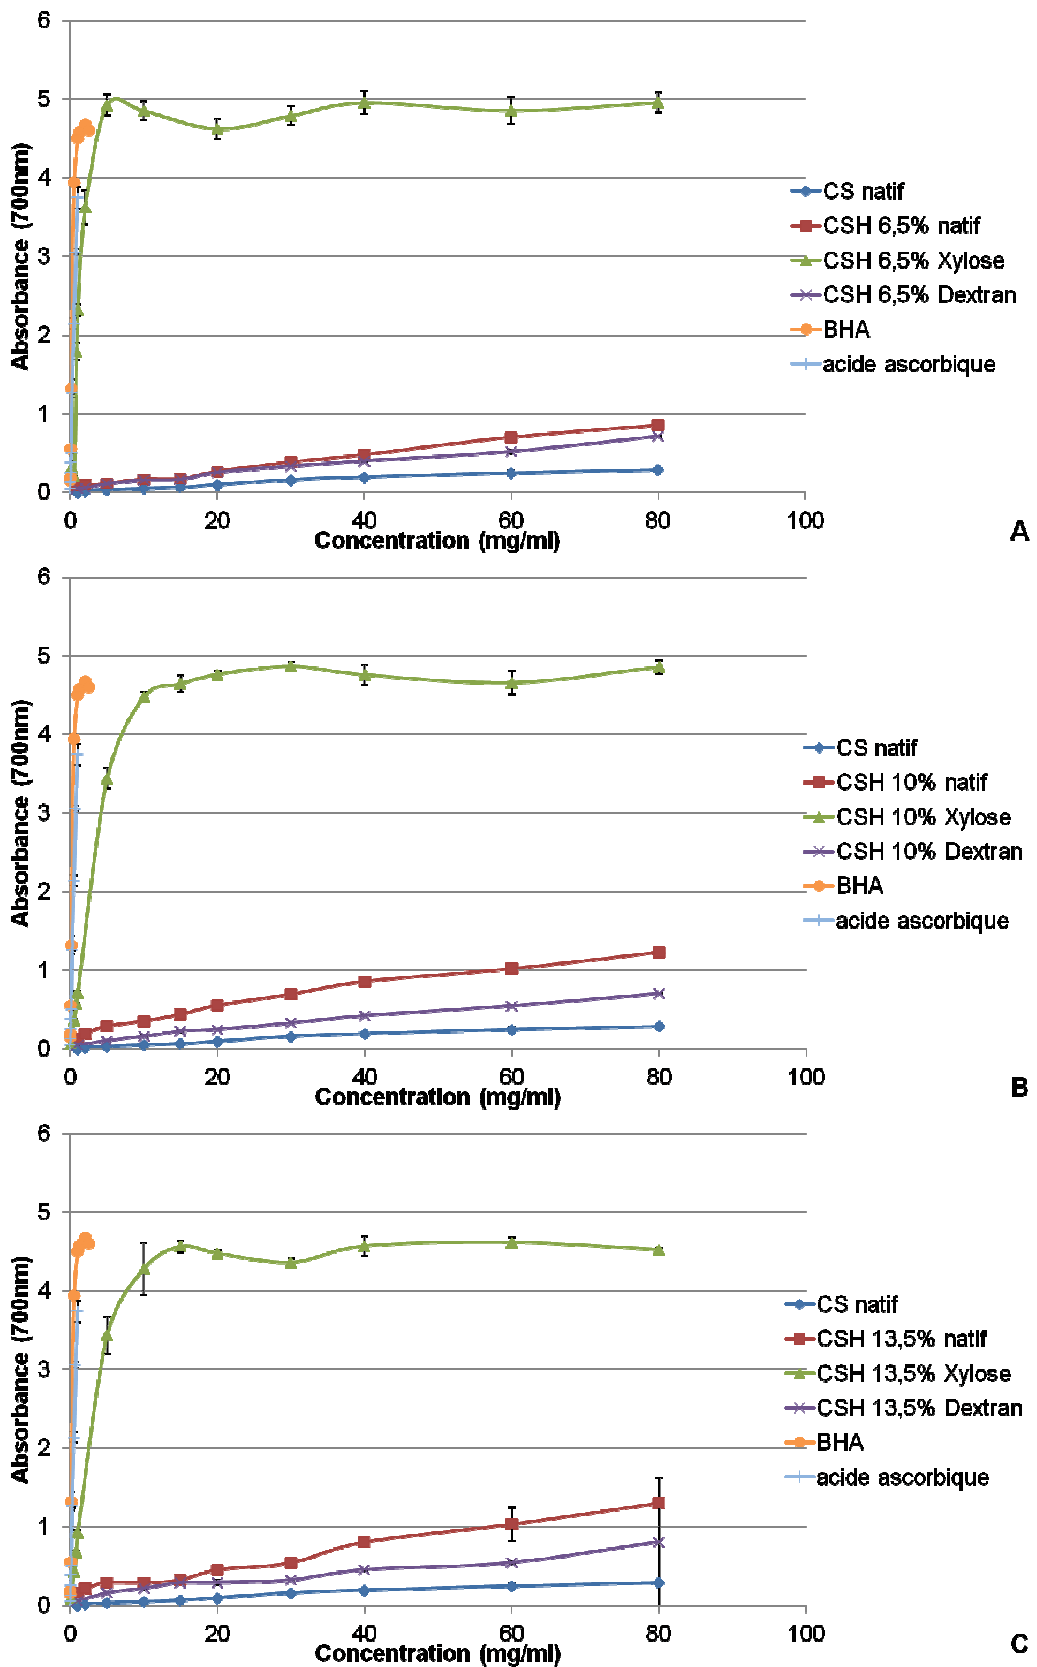 6
5
4
3
2
1
0
Absorbance (700nm)
CS natif
CSH 6,5% natif
CSH 6,5% Xylose
CSH 6,5% Dextran
BHA
acide ascorbique
0 20 40 60 80 100
Concentration (mg/ml)
A
6
5
4
3
2
1
0
Absorbance (700nm)
CS natif
CSH 10% natif
CSH 10% Xylose
CSH 10% Dextran
BHA
acide ascorbique
0 20 40 60 80 100
Concentration (mg/ml)
B
6
5
4
3
2
1
0
Absorbance (700nm)
CS natif
CSH 13,5% natif
CSH 13,5% Xylose
CSH 13,5% Dextran
BHA
acide ascorbique
0 20 40 60 80 100
Concentration (mg/ml)
C